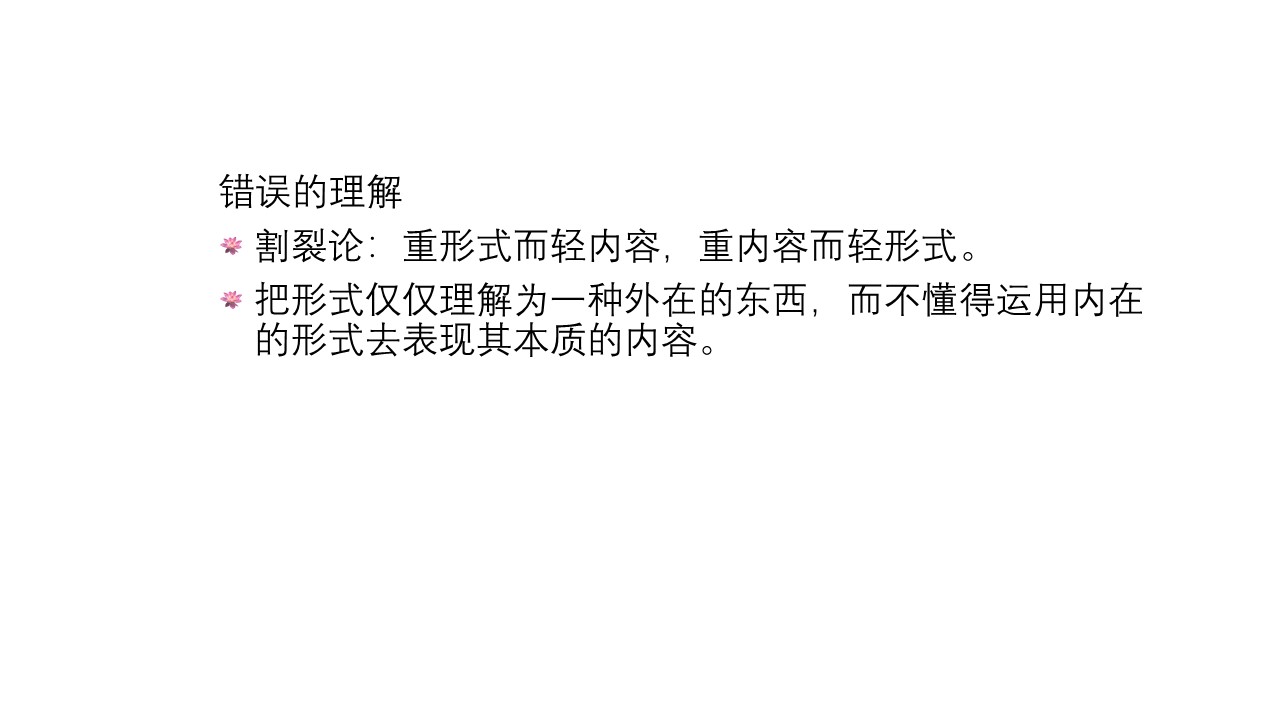 错误的理解
割裂论：重形式而轻内容，重内容而轻形式。
把形式仅仅理解为一种外在的东西，而不懂得运用内在
的形式去表现其本质的内容。